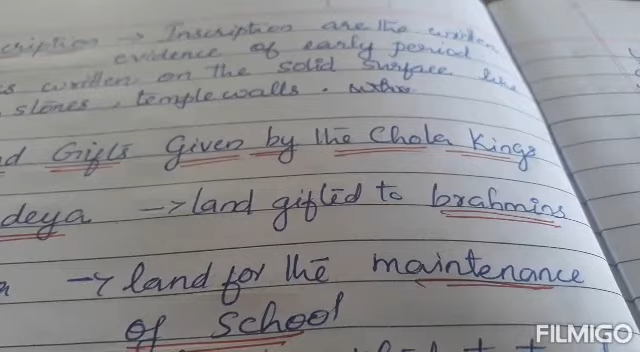 cription → Inscription are the written
evidence of early period
written on the solid surface like
stones, temple walls.
d Gifts Given by the Chola Kings
deya → land gifted to brahmins
a → land for the maintenance
of school
FILMIGO